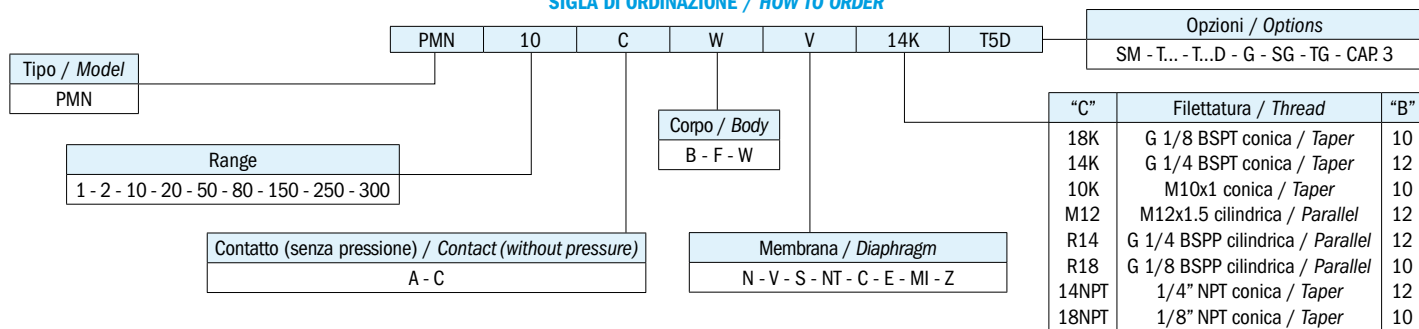 SIGLA DI ORDINAZIONE / HOW TO ORDER
PMN 10 C W V 14K T5D
Opzioni / Options
SM - T... - T...D - G - SG - TG - CAP. 3
Tipo / Model
PMN
Corpo / Body
B - F - W
Range
1 - 2 - 10 - 20 - 50 - 80 - 150 - 250 - 300
Contatto (senza pressione) / Contact (without pressure)
A - C
Membrana / Diaphragm
N - V - S - NT - C - E - MI - Z
“C” Filettatura / Thread “B”
18K G 1/8 BSPT conica / Taper 10
14K G 1/4 BSPT conica / Taper 12
10K M10x1 conica / Taper 10
M12 M12x1.5 cilindrica / Parallel 12
R14 G 1/4 BSPP cilindrica / Parallel 12
R18 G 1/8 BSPP cilindrica / Parallel 10
14NPT 1/4” NPT conica / Taper 12
18NPT 1/8” NPT conica / Taper 10